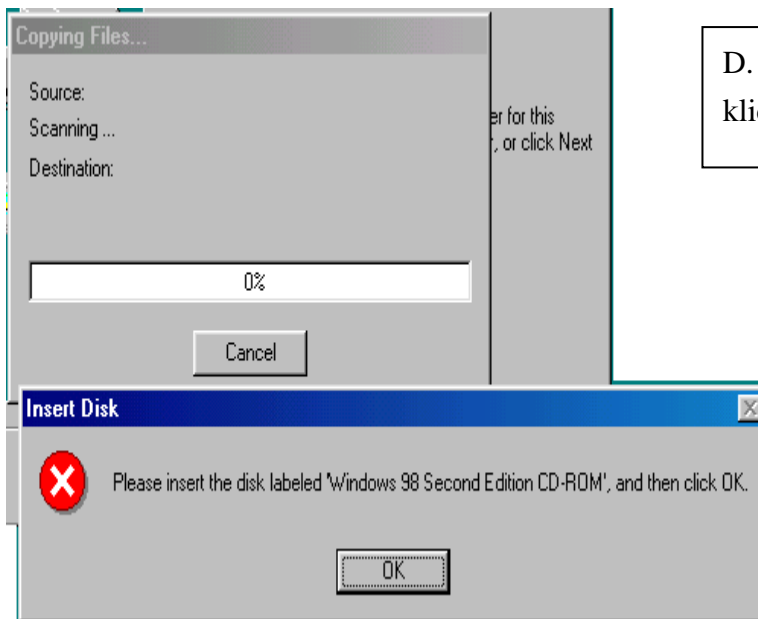 Copying Files...
Source:
Scanning ...
Destination:
0%
Cancel
er for this
, or click Next
D.
Insert Disk
Please insert the disk labeled 'Windows 98 Second Edition CD-ROM', and then click OK.
OK